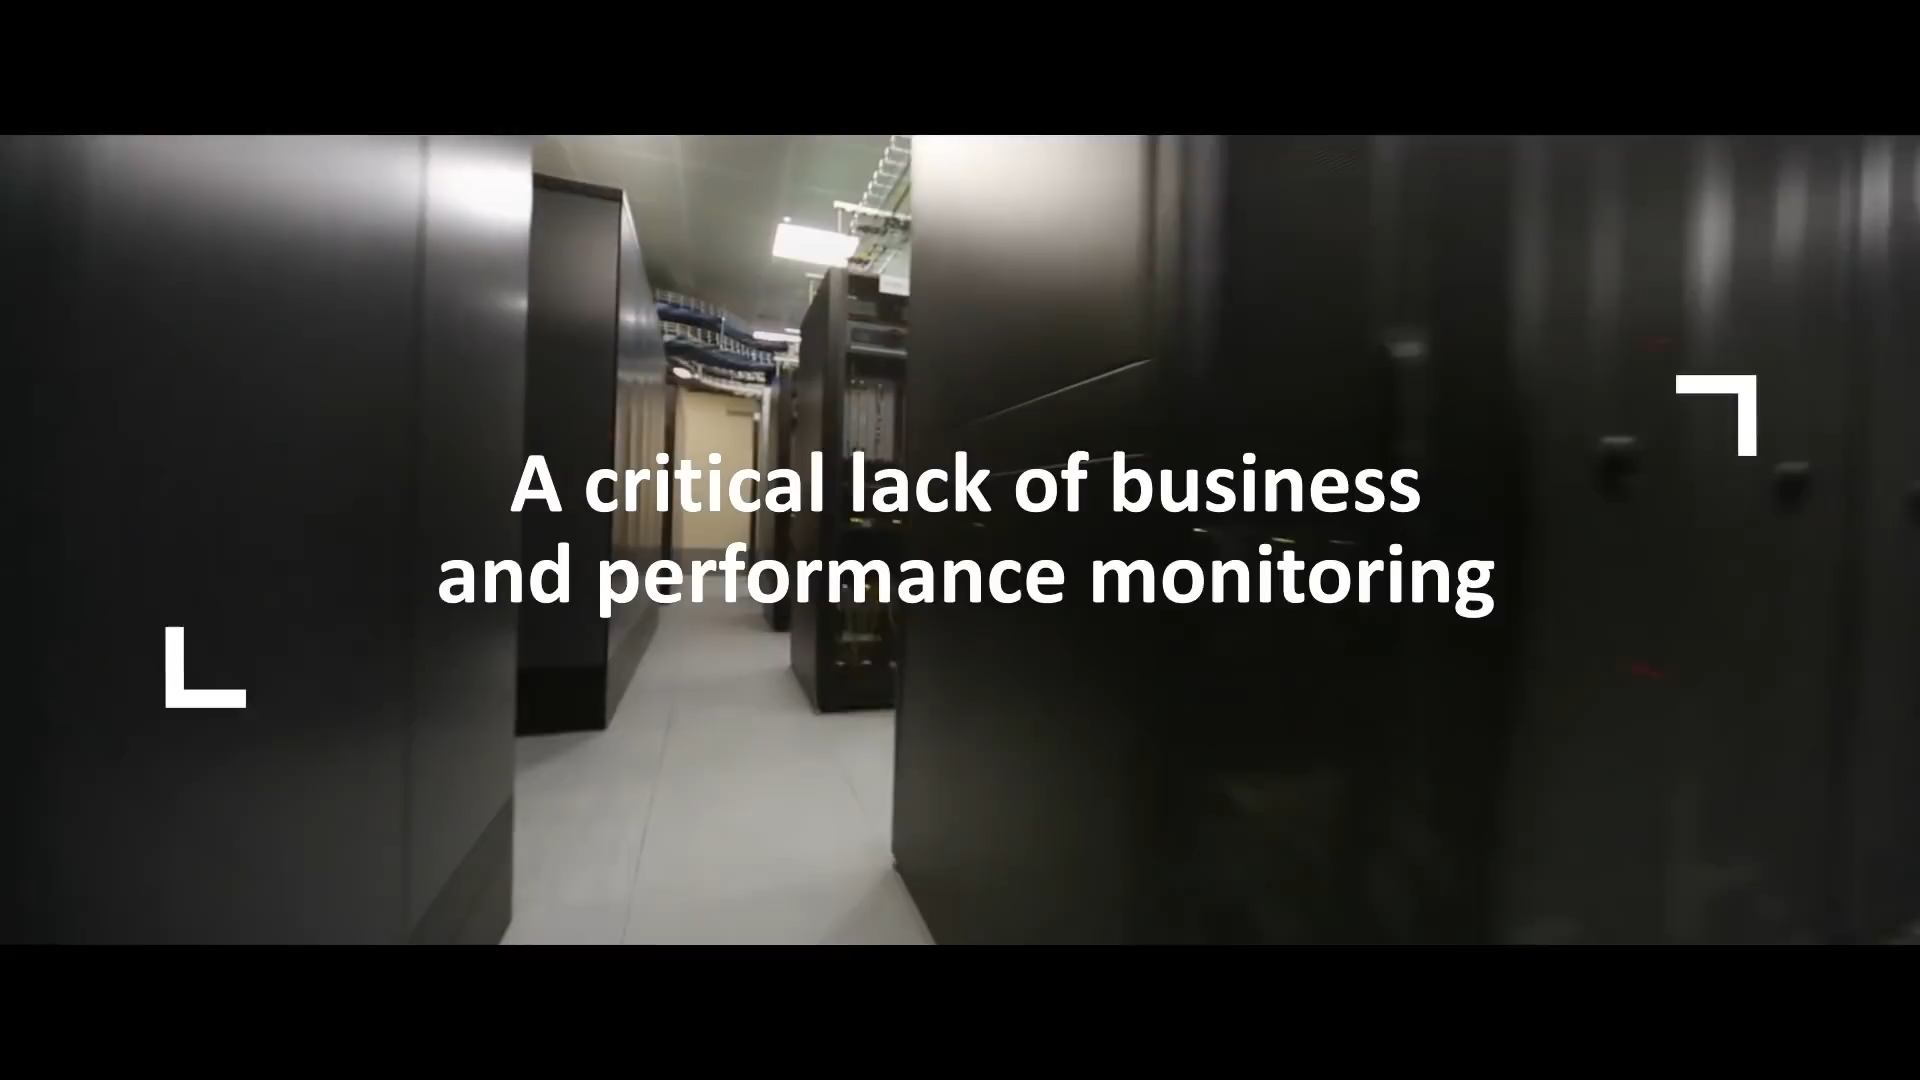 A critical lack of business
and performance monitoring